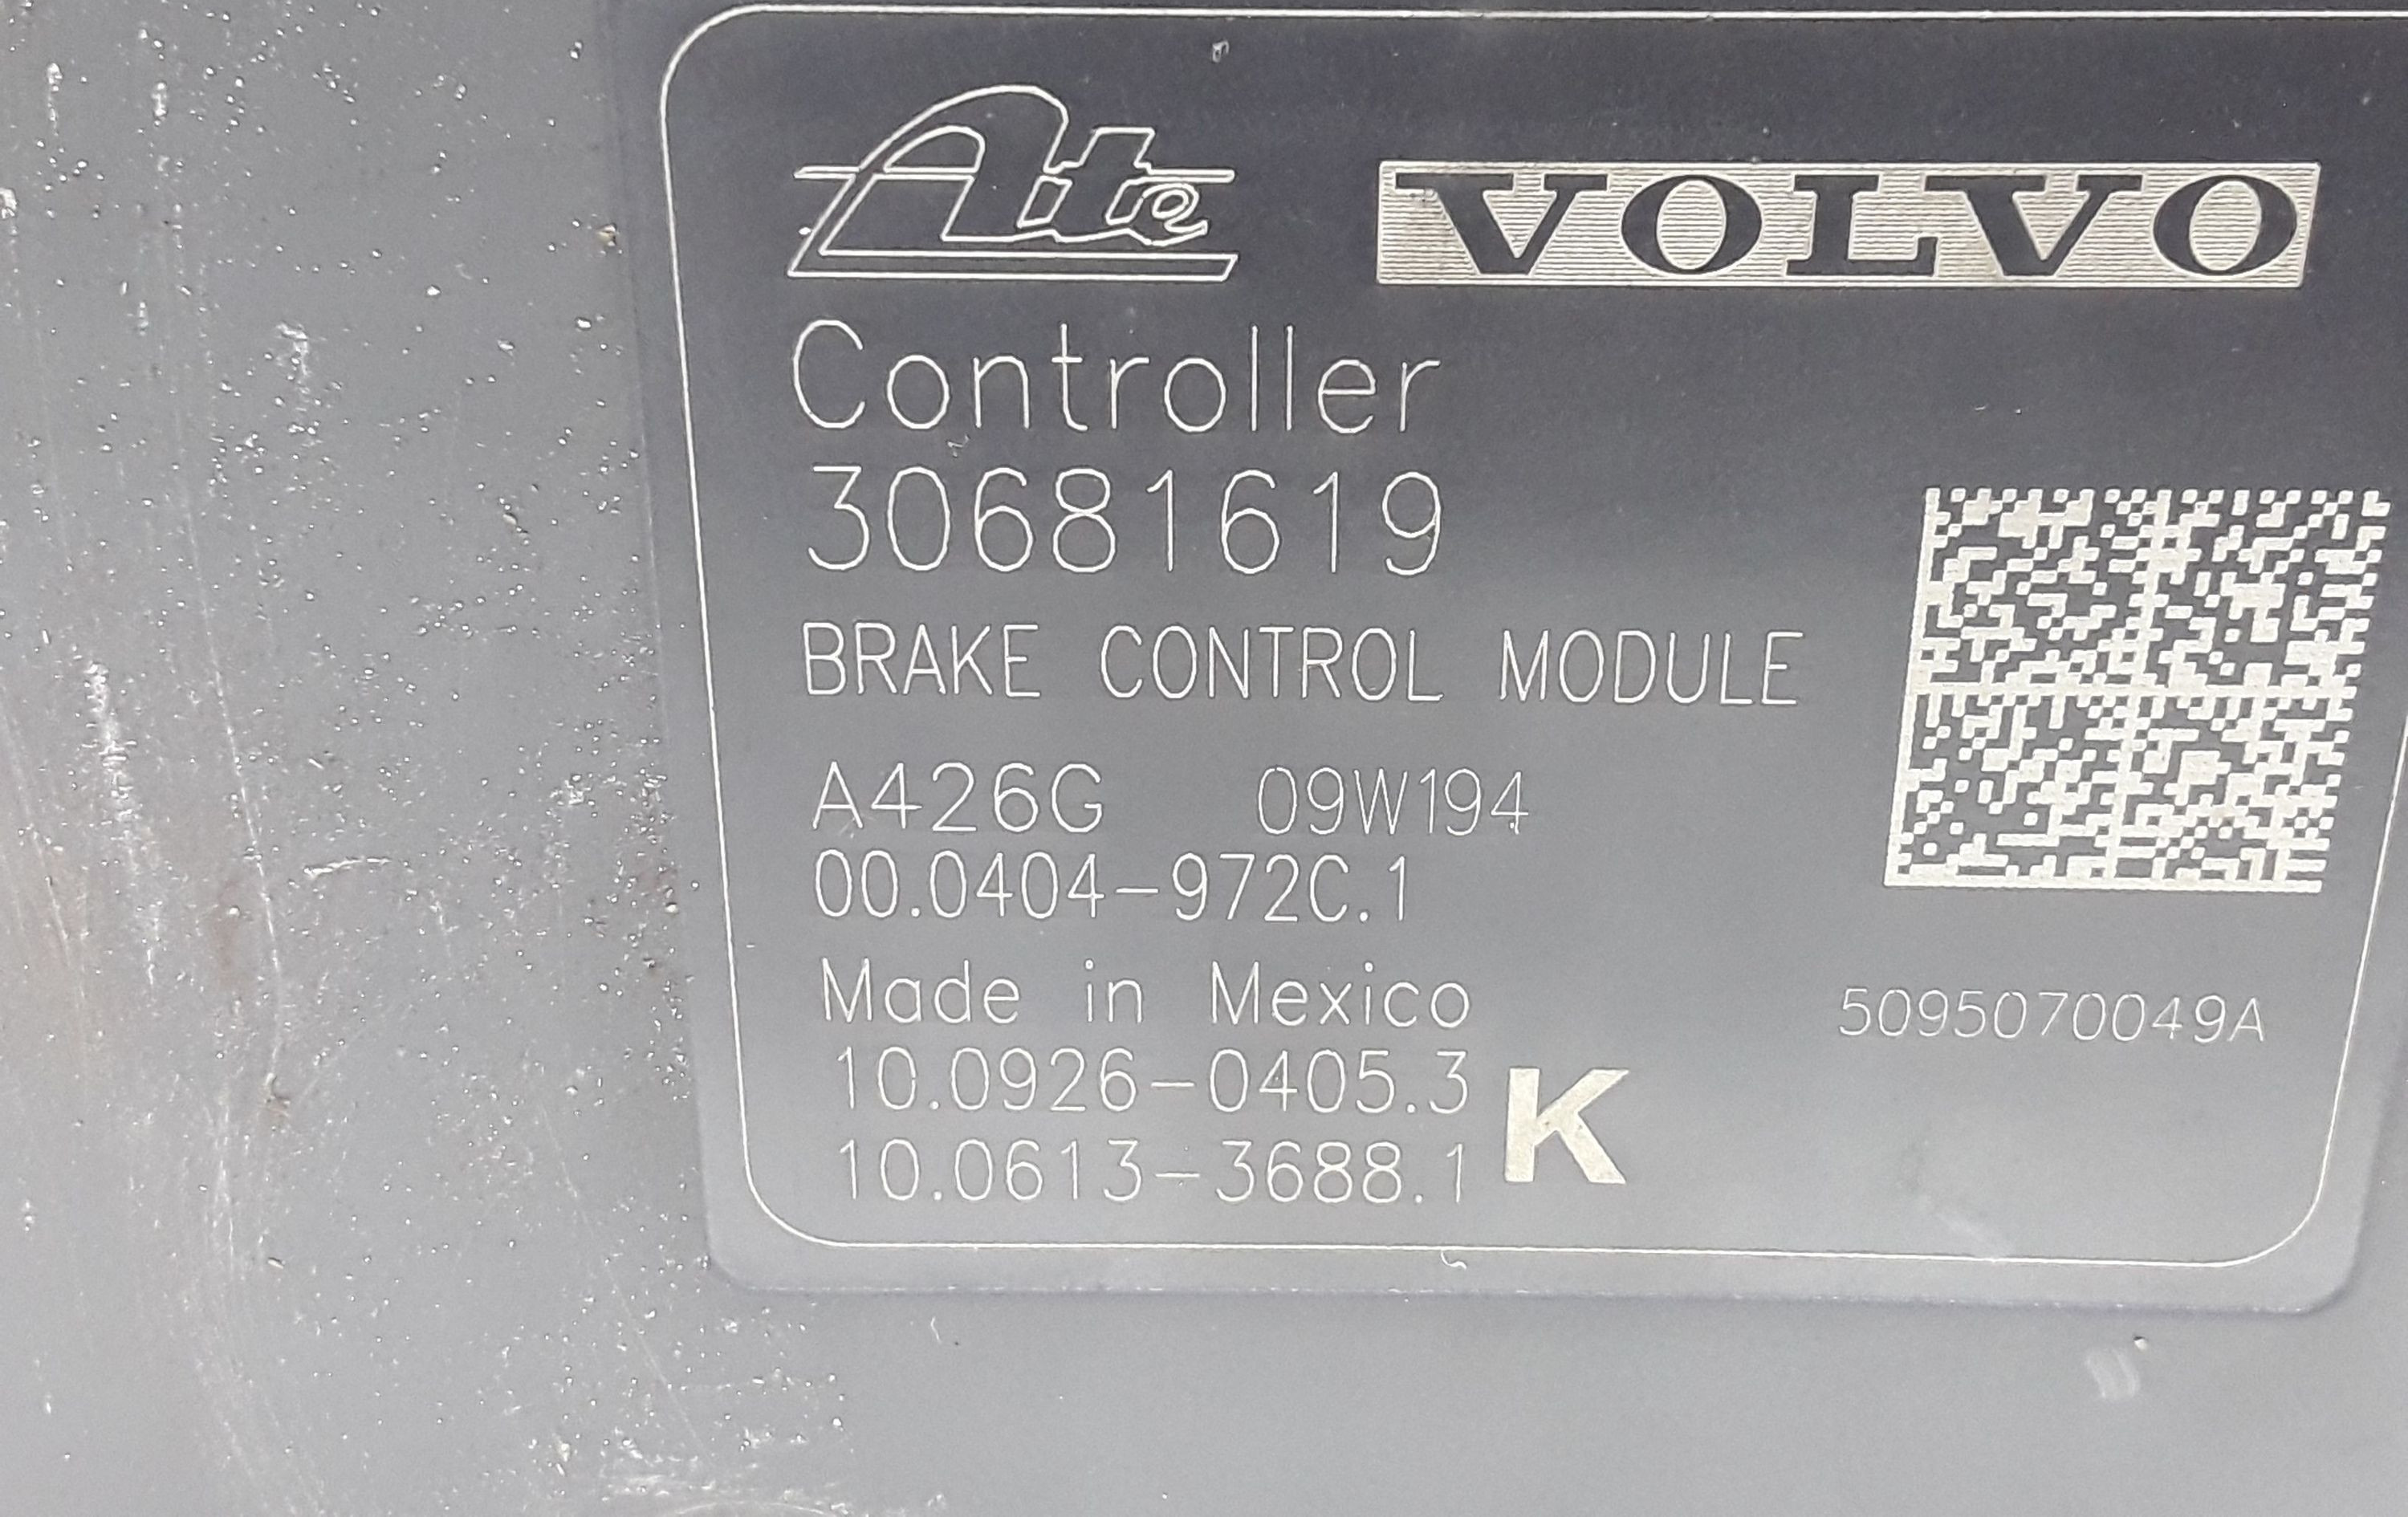 Ate VOLVO
Controller
30681619
BRAKE CONTROL MODULE
A426G 09W194
00.0404-972C.1
Made in Mexico
5095070049A
10.0926-0405.3
10.0613-3688.1 K